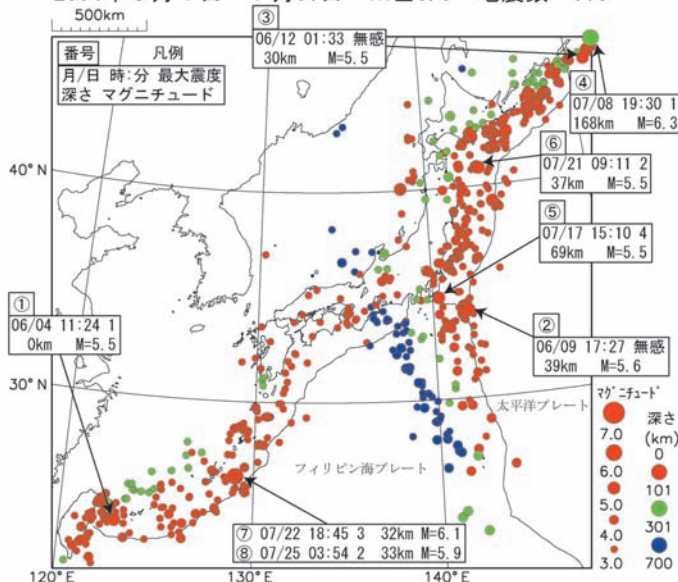 500km
番号 凡例
月/日 時:分 最大震度
深さ マグニチュード
③
06/12 01:33 無感
30km M=5.5
④
07/08 19:30 1
168km M=6.3
⑥
07/21 09:11 2
37km M=5.5
⑤
07/17 15:10 4
69km M=5.5
①
06/04 11:24 1
0km M=5.5
②
06/09 17:27 無感
39km M=5.6
40°N
30°N
太平洋プレート
フィリピン海プレート
⑦ 07/22 18:45 3 32km M=6.1
⑧ 07/25 03:54 2 33km M=5.9
マグニチュード
7.0
6.0
5.0
4.0
3.0
深さ
(km)
0
101
301
700
120°E
130°E
140°E